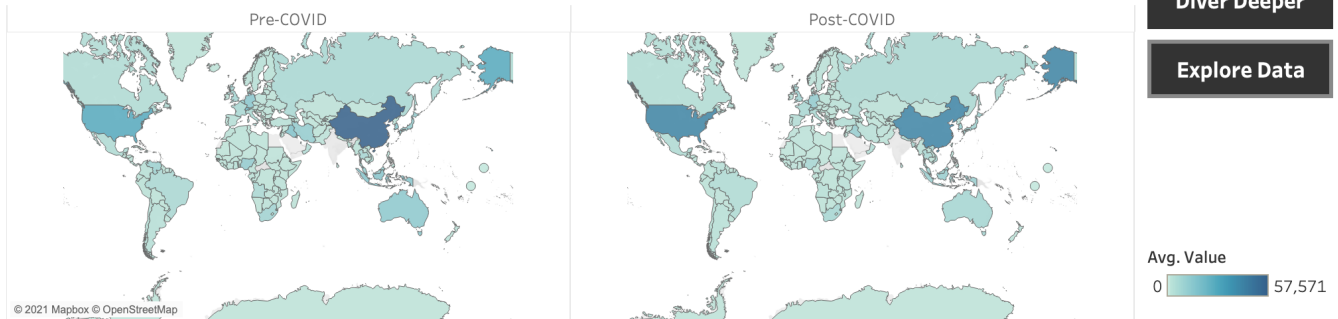 Pre-COVID
Post-COVID
Diver Deeper
Explore Data
Avg. Value
0 57,571
© 2021 Mapbox © OpenStreetMap